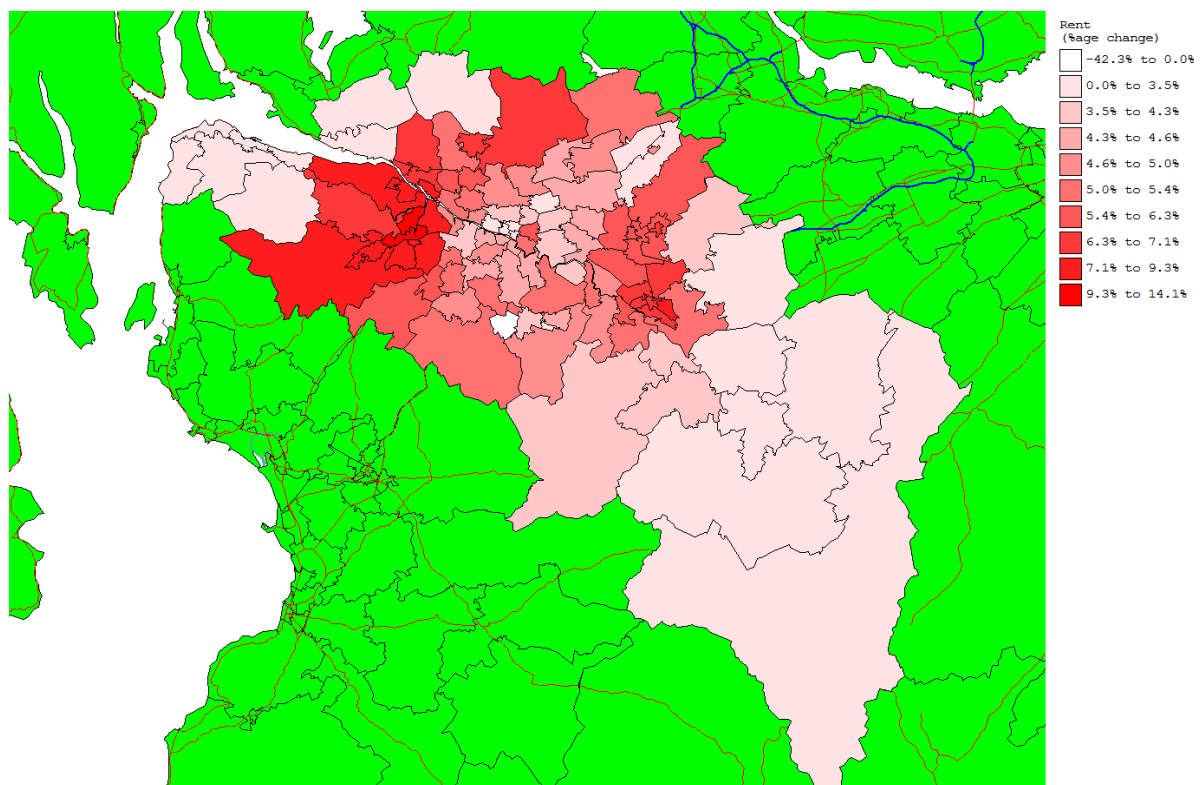 Rent
(%age change)
-42.3% to 0.0%
0.0% to 3.5%
3.5% to 4.3%
4.3% to 4.6%
4.6% to 5.0%
5.0% to 5.4%
5.4% to 6.3%
6.3% to 7.1%
7.1% to 9.3%
9.3% to 14.1%